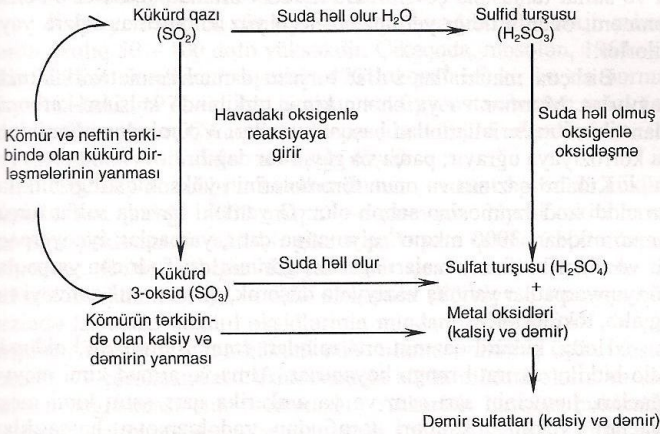 Kükürd qazı
(SO₂)
Suda həll olur H₂O
Sulfid turşusu
(H₂SO₃)
Kömür və neftin tərki-
bində olan kükürd bir-
ləşmələrinin yanması
Havadakı oksigenlə
reaksiyaya
girir
Suda həll olmuş
oksigenlə
oksidləşmə
Kükürd
3-oksid (SO₃)
Suda həll olur
Sulfat turşusu (H₂SO₄)
+
Kömürün tərkibin-
də olan kalsiy və
dəmirin yanması
Metal oksidləri
(kalsiy və dəmir)
Dəmir sulfatları (kalsiy və dəmir)